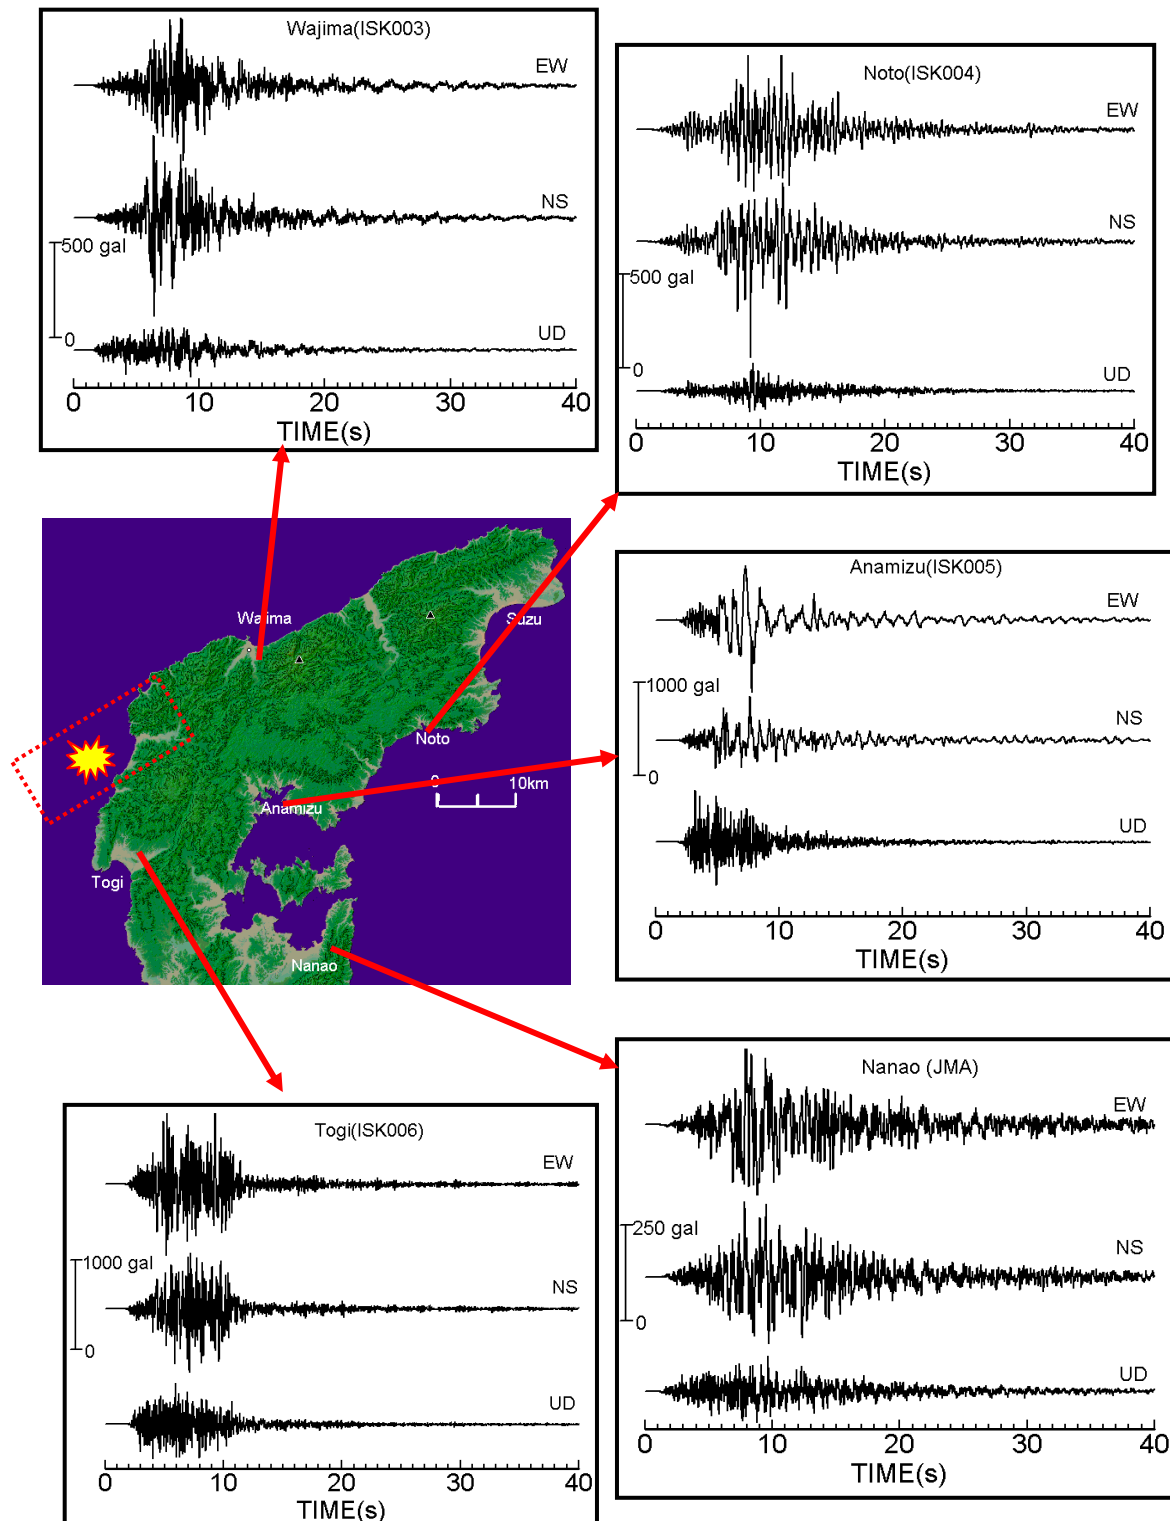 Wajima(ISK003)
EW
NS
500 gal
0
UD
0 10 20 30 40
TIME(s)
Noto(ISK004)
EW
NS
500 gal
0
UD
0 10 20 30 40
TIME(s)
Wajima
Suzu
Noto
0 10km
Anamizu
Togi
Nanao
Anamizu(ISK005)
EW
1000 gal
NS
0
UD
0 10 20 30 40
TIME(s)
Togi(ISK006)
EW
1000 gal
NS
0
UD
0 10 20 30 40
TIME(s)
Nanao (JMA)
EW
250 gal
NS
0
UD
0 10 20 30 40
TIME(s)